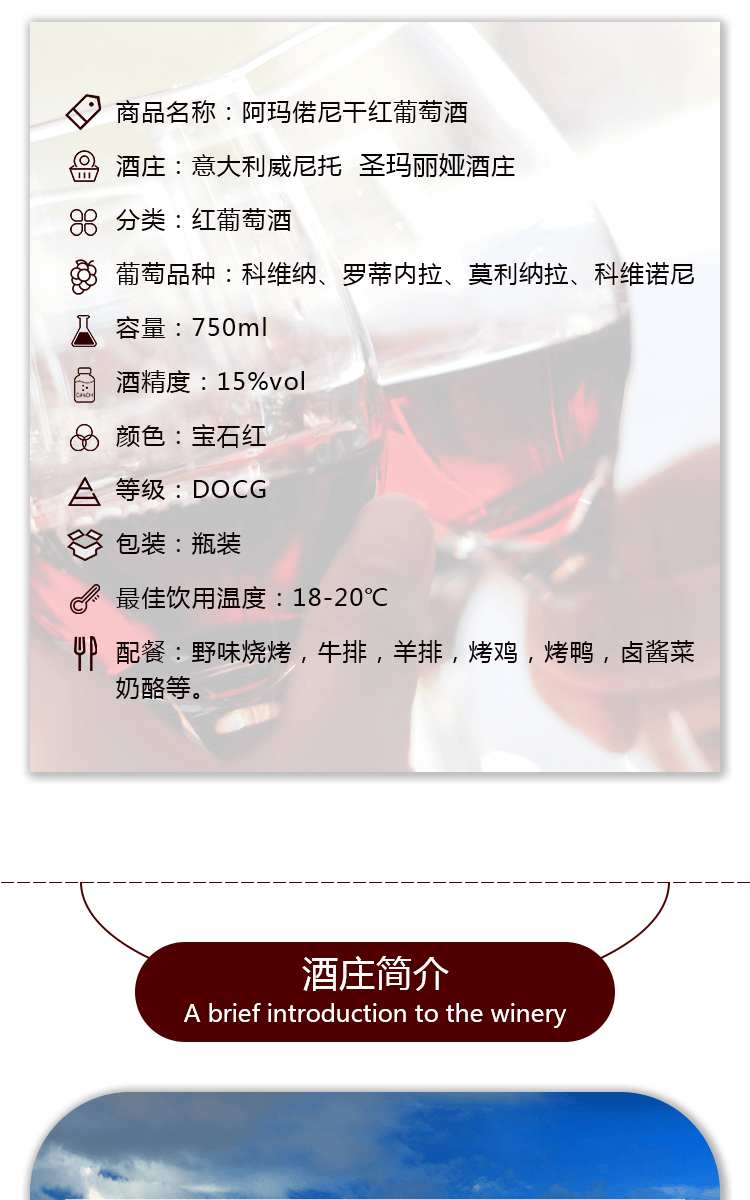 商品名称：阿玛偌尼干红葡萄酒
酒庄：意大利威尼托 圣玛丽娅酒庄
分类：红葡萄酒
葡萄品种：科维纳、罗蒂内拉、莫利纳拉、科维诺尼
容量：750ml
酒精度：15%vol
颜色：宝石红
等级：DOCG
包装：瓶装
最佳饮用温度：18-20℃
配餐：野味烧烤，牛排，羊排，烤鸡，烤鸭，卤酱菜
奶酪等。
酒庄简介
A brief introduction to the winery